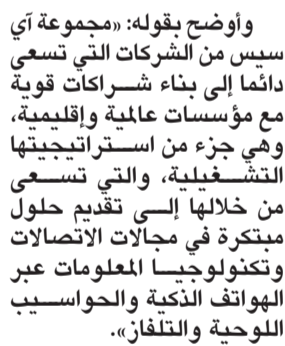 وأوضح بقوله: «مجموعة آي
سيس من الشركات التي تسعى
دائما إلى بناء شراكات قوية
مع مؤسسات عالمية وإقليمية،
وهي جزء من استراتيجيتها
التشغيلية، والتي تسعى
من خلالها إلى تقديم حلول
مبتكرة في مجالات الاتصالات
وتكنولوجيا المعلومات عبر
الهواتف الذكية والحواسيب
اللوحية والتلفاز».